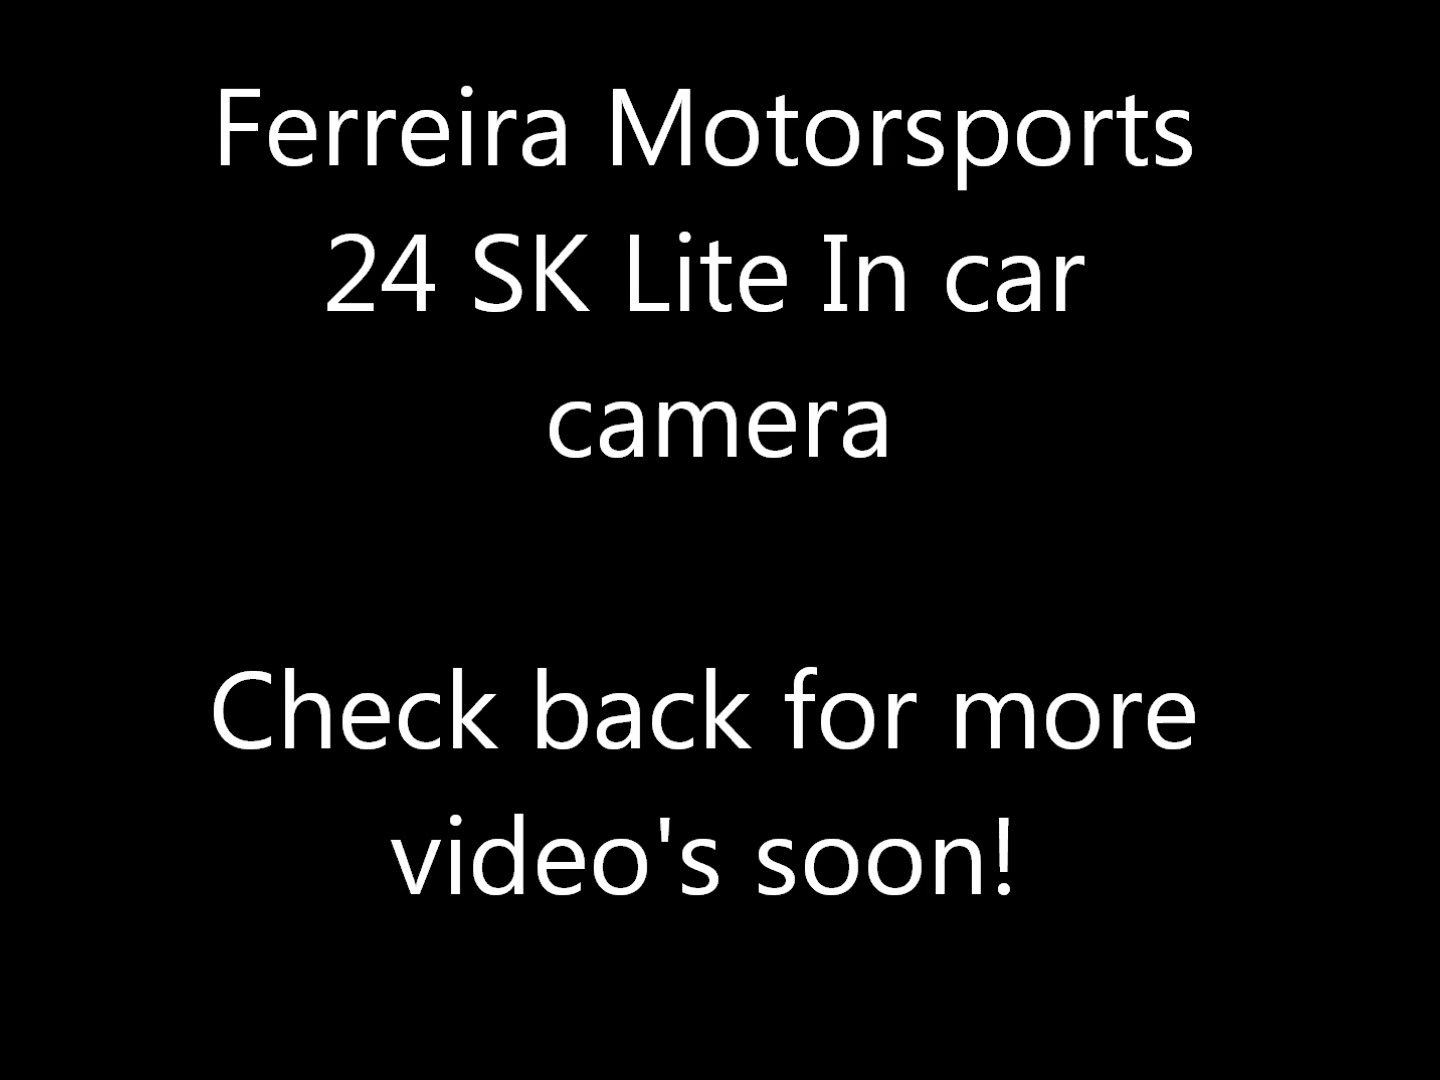 Ferreira Motorsports
24 SK Lite In car
camera
Check back for more
video's soon!